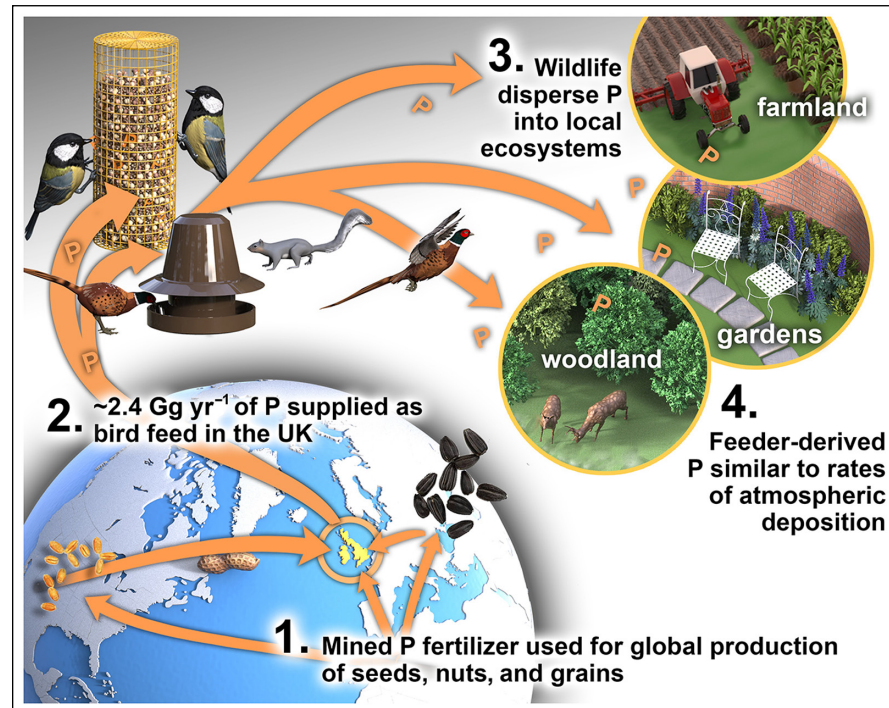 3. Wildlife
disperse P
into local
ecosystems
P
farmland
P
P
P
P
P
gardens
P
P
P
woodland
2. ~2.4 Gg yr⁻¹ of P supplied as
bird feed in the UK
4.
Feeder-derived
P similar to rates
of atmospheric
deposition
1. Mined P fertilizer used for global production
of seeds, nuts, and grains